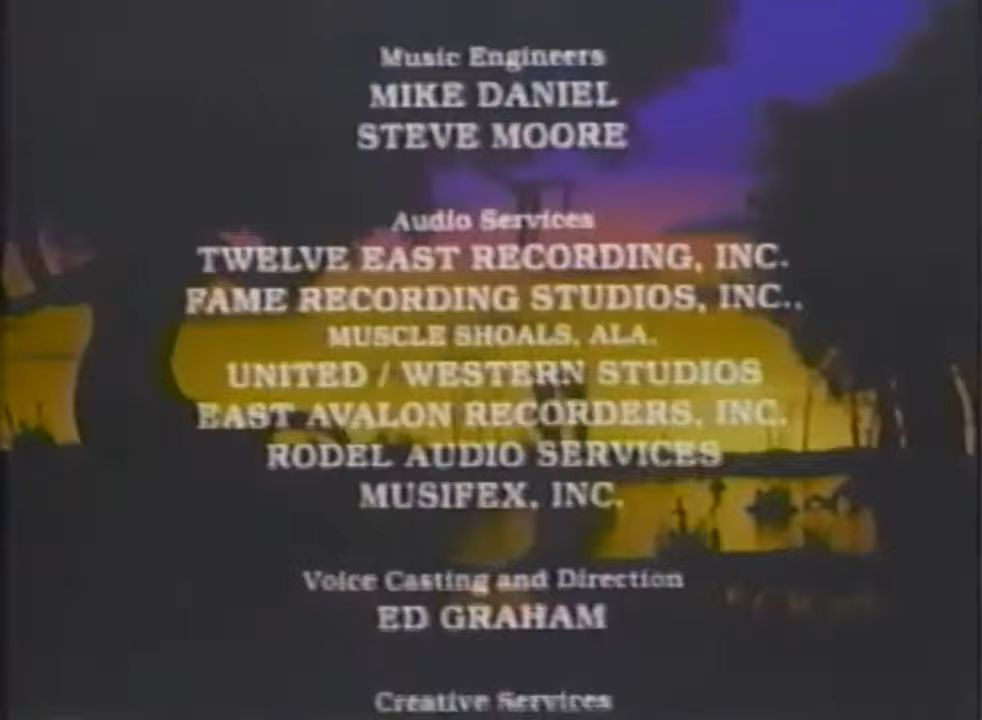 Music Engineers
MIKE DANIEL
STEVE MOORE
Audio Services
TWELVE EAST RECORDING, INC.
FAME RECORDING STUDIOS, INC.,
MUSCLE SHOALS, ALA.
UNITED / WESTERN STUDIOS
EAST AVALON RECORDERS, INC.
RODEL AUDIO SERVICES
MUSIFEX, INC.
Voice Casting and Direction
ED GRAHAM
Creative Services